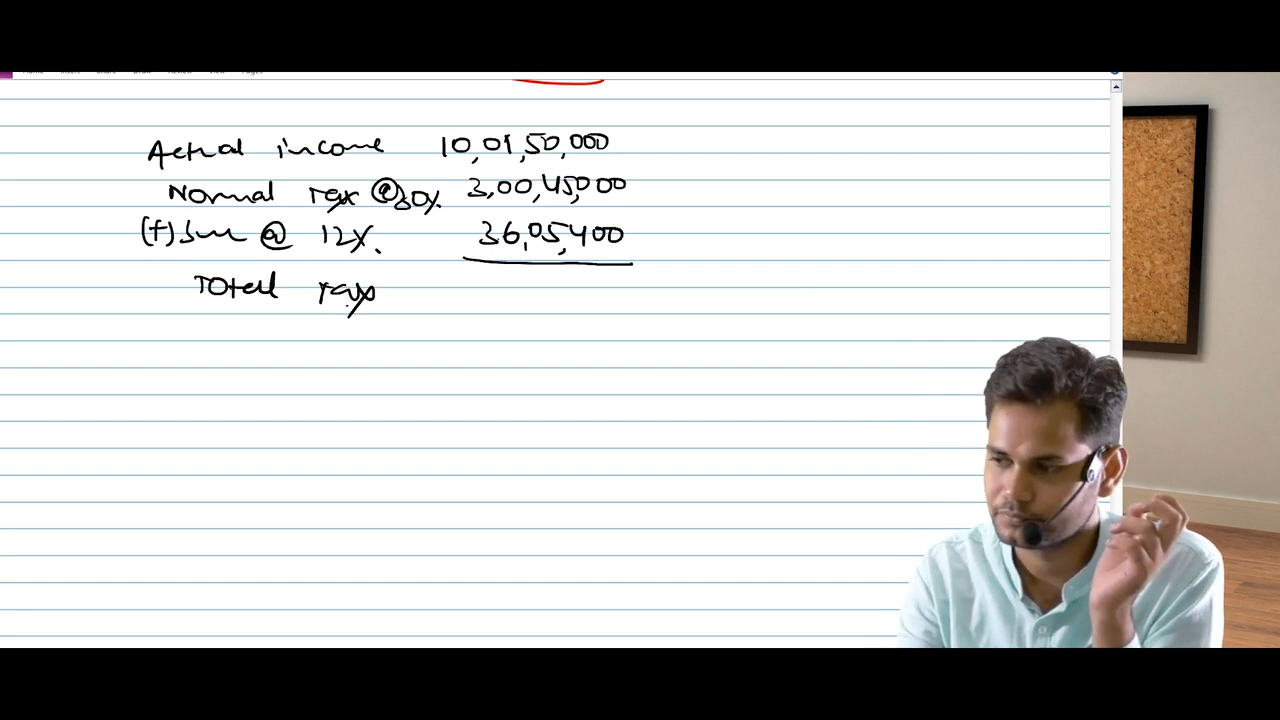 Actual income 10,01,50,000
Normal tax @30% 3,00,45,000
(+) Sur @ 12% 36,05,400
Total tax